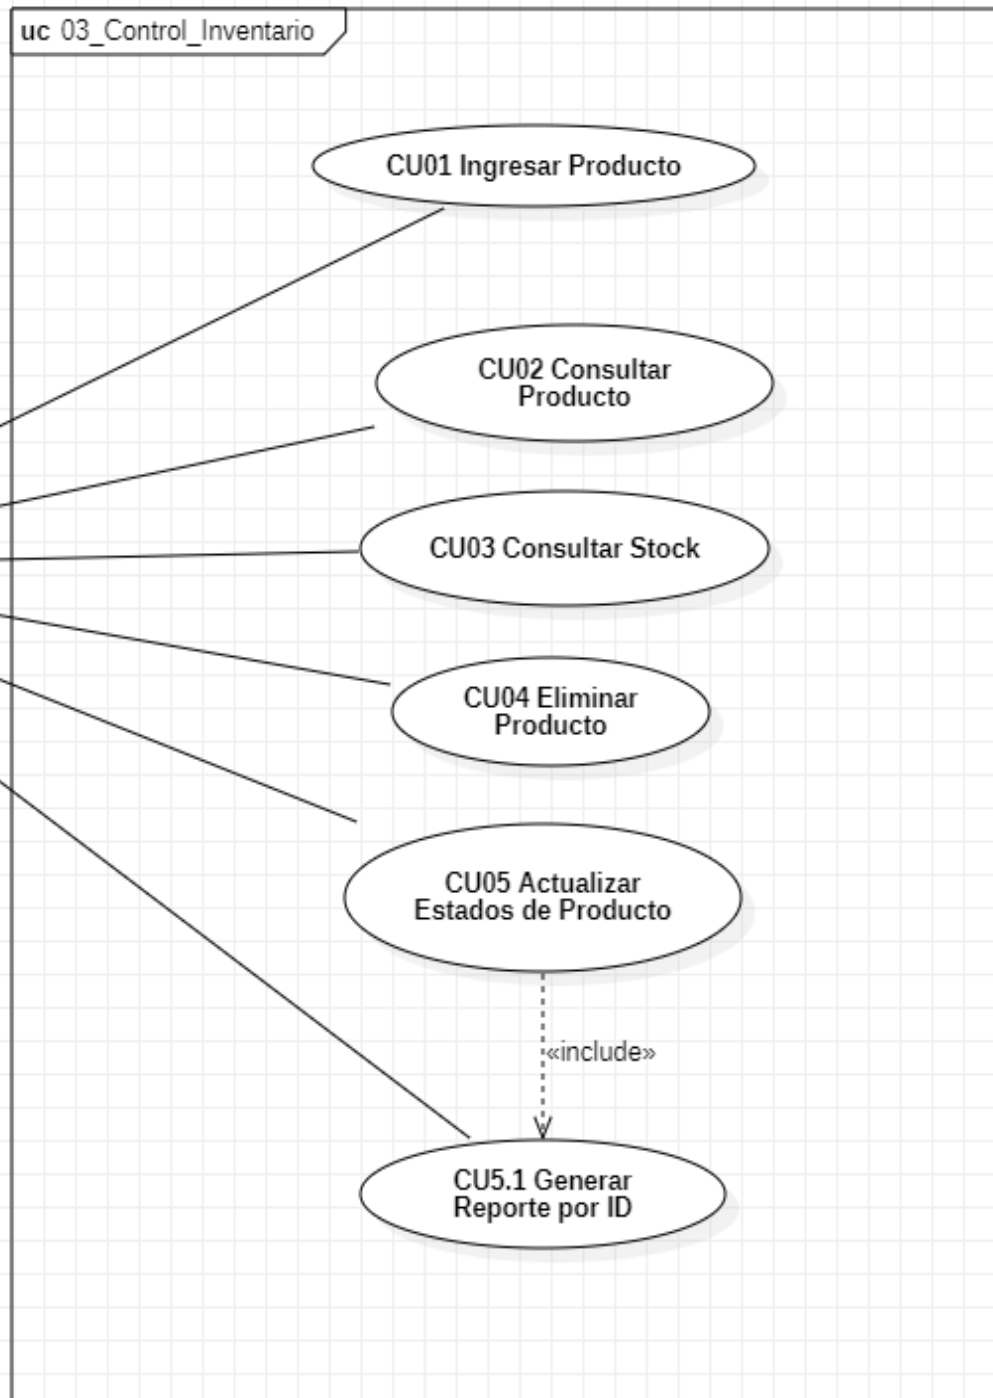 uc 03_Control_Inventario
CU01 Ingresar Producto
CU02 Consultar
Producto
CU03 Consultar Stock
CU04 Eliminar
Producto
CU05 Actualizar
Estados de Producto
«include»
CU5.1 Generar
Reporte por ID